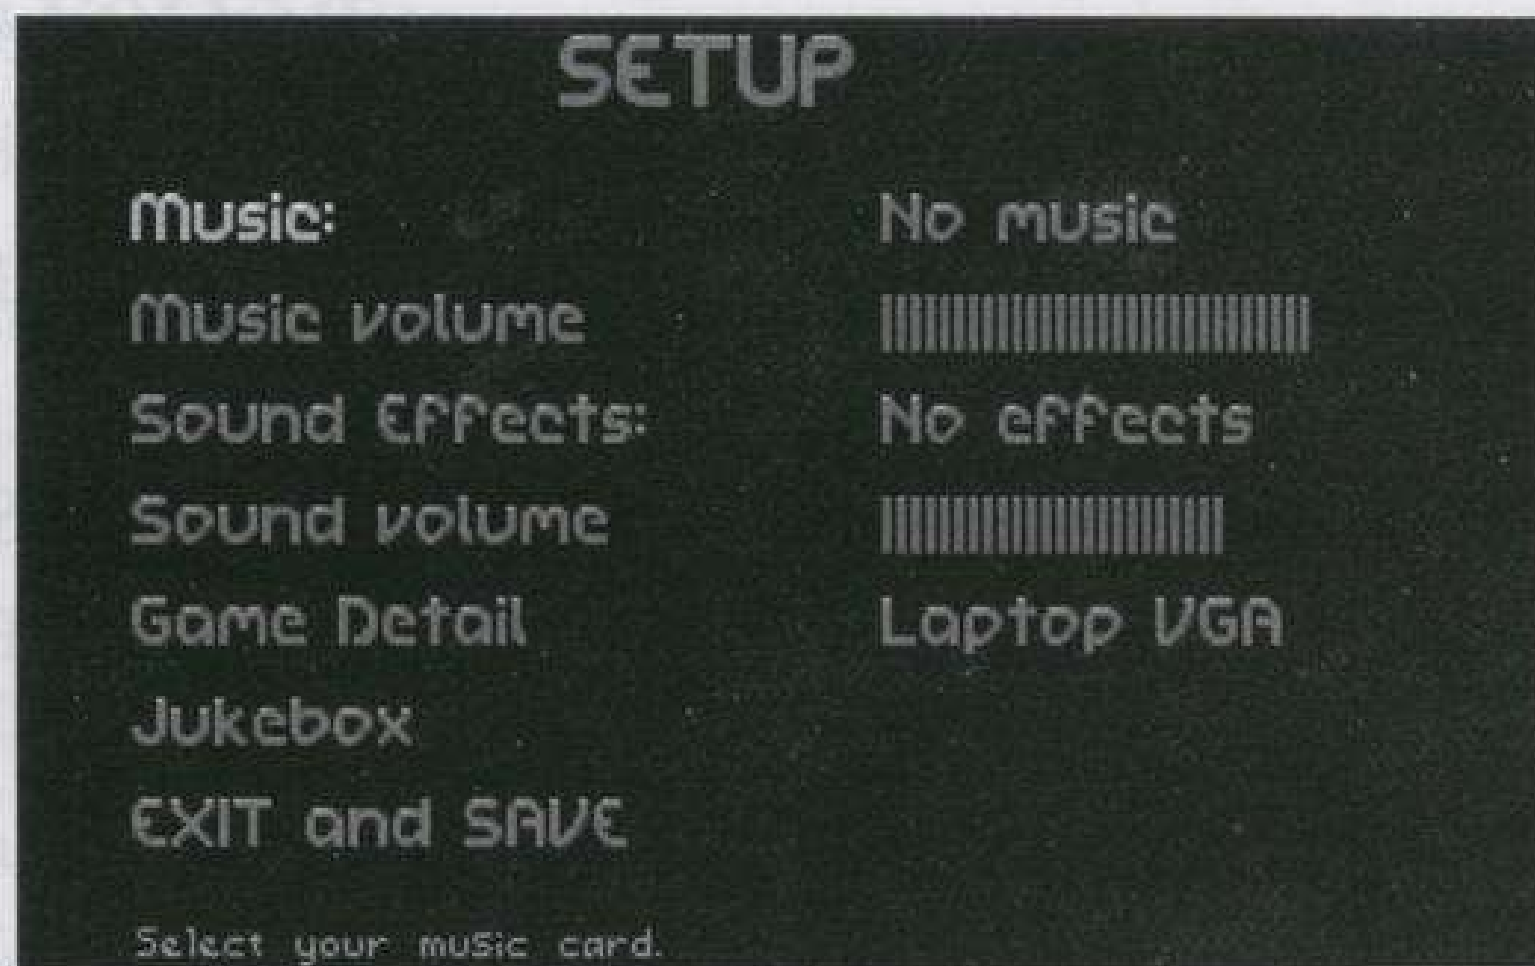 SETUP
Music: No music
Music volume
Sound Effects: No effects
Sound volume
Game Detail Laptop VGA
Jukebox
EXIT and SAVE
Select your music card.